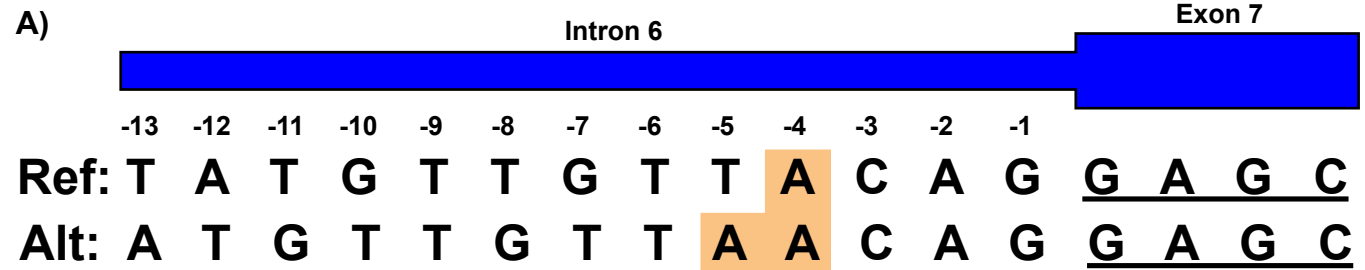 A)
Intron 6
Exon 7
-13 -12 -11 -10 -9 -8 -7 -6 -5 -4 -3 -2 -1
Ref: T A T G T T G T T A C A G G A G C
Alt: A T G T T G T T A A C A G G A G C